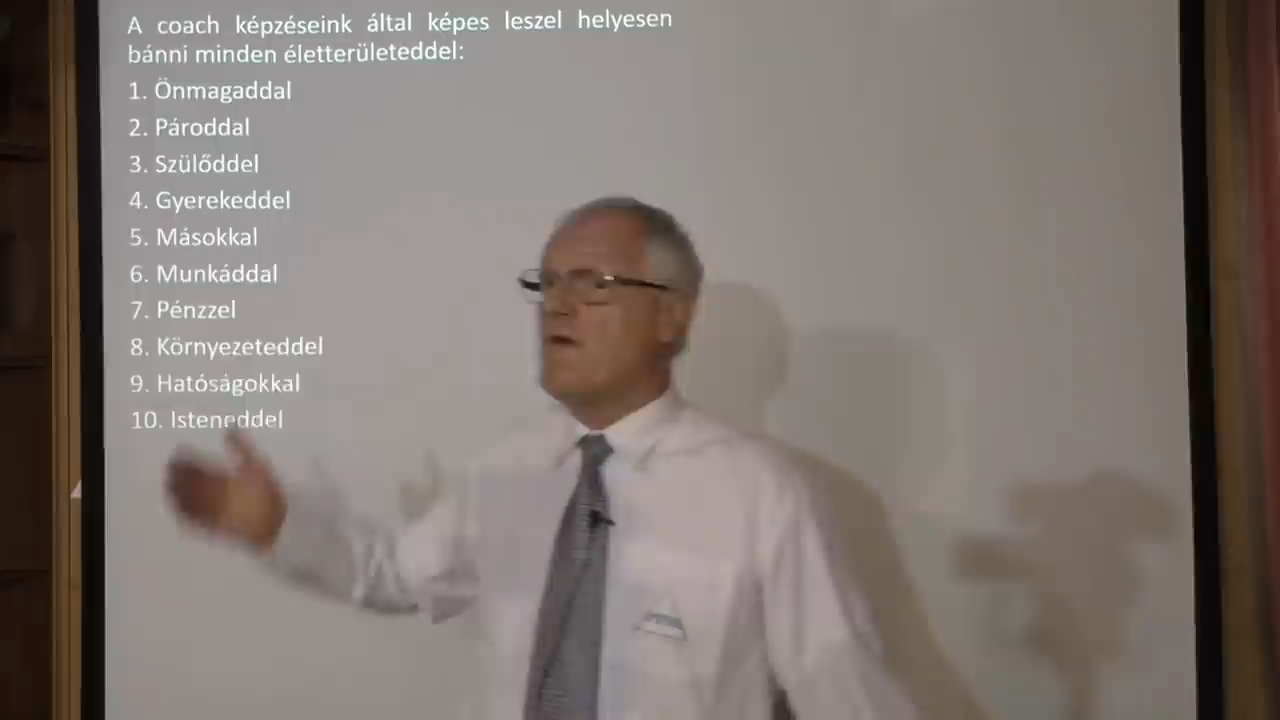 A coach képzéseink által képes leszel helyesen
bánni minden életterületeddel:
1. Önmagaddal
2. Pároddal
3. Szülőddel
4. Gyerekeddel
5. Másokkal
6. Munkáddal
7. Pénzzel
8. Környezeteddel
9. Hatóságokkal
10. Isteneddel